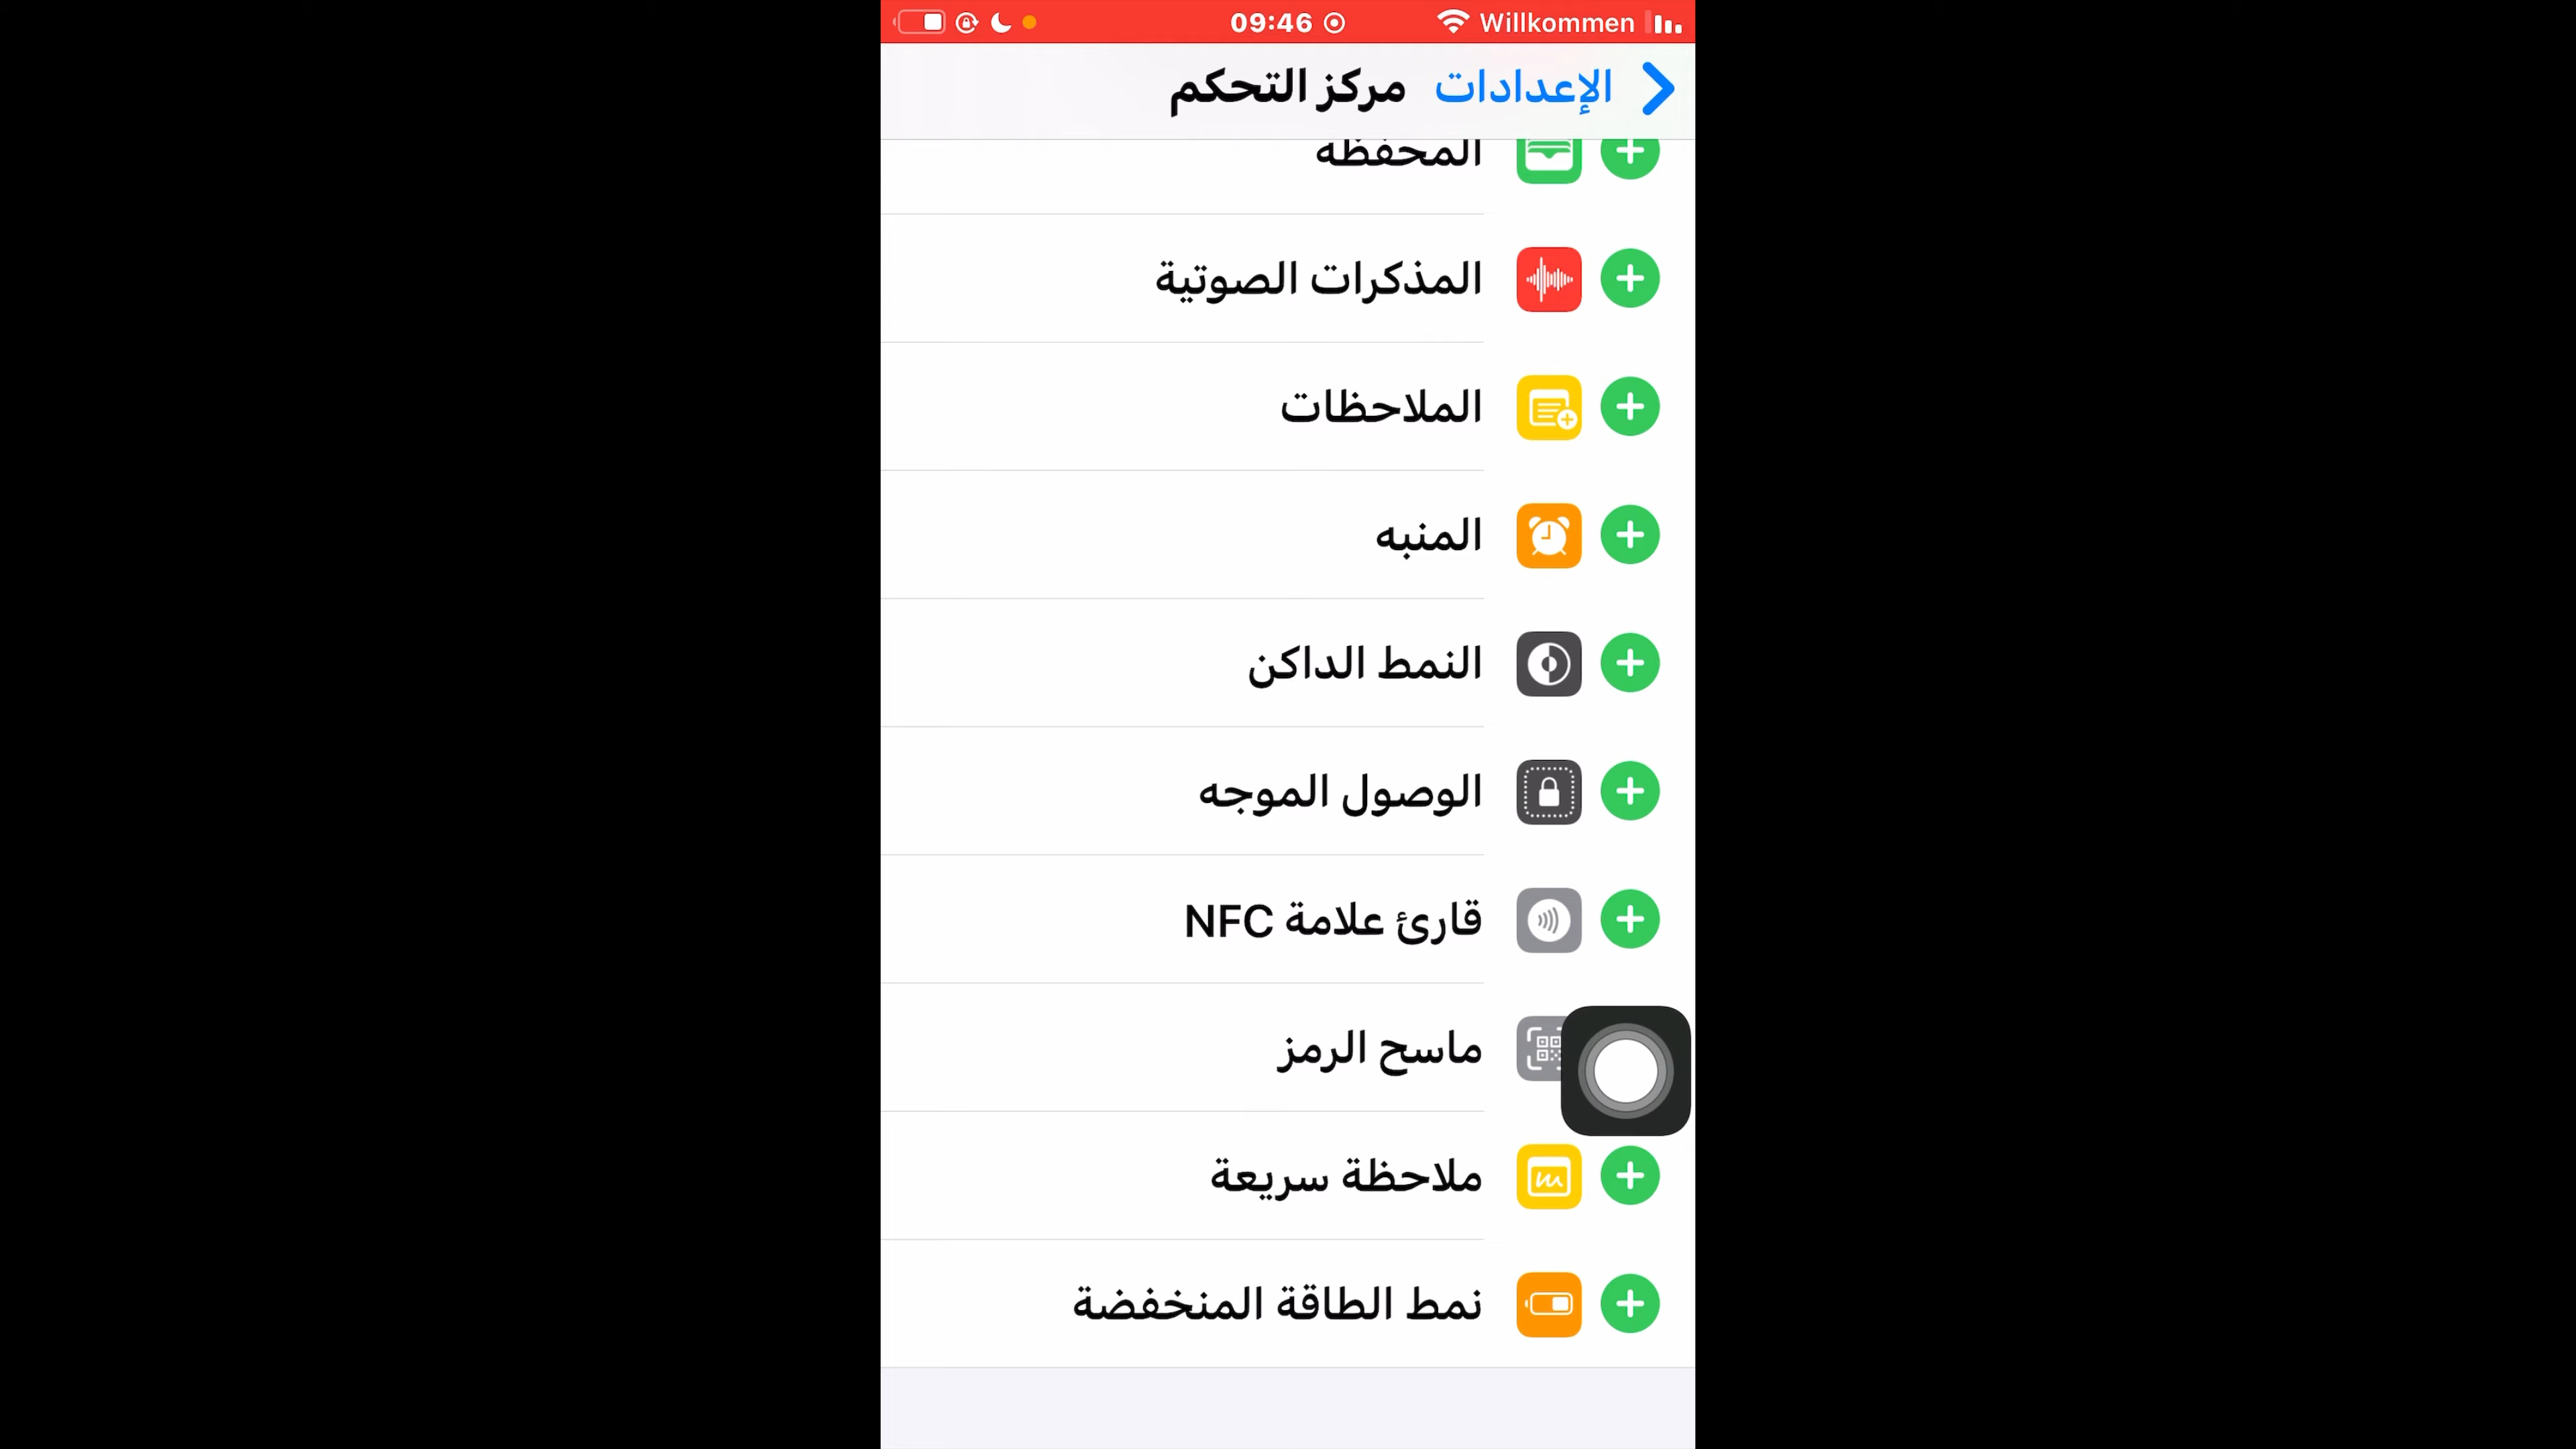 09:46
Willkommen
الإعدادات
مركز التحكم
المحفظة
المذكرات الصوتية
الملاحظات
المنبه
النمط الداكن
الوصول الموجه
قارئ علامة NFC
ماسح الرمز
ملاحظة سريعة
نمط الطاقة المنخفضة